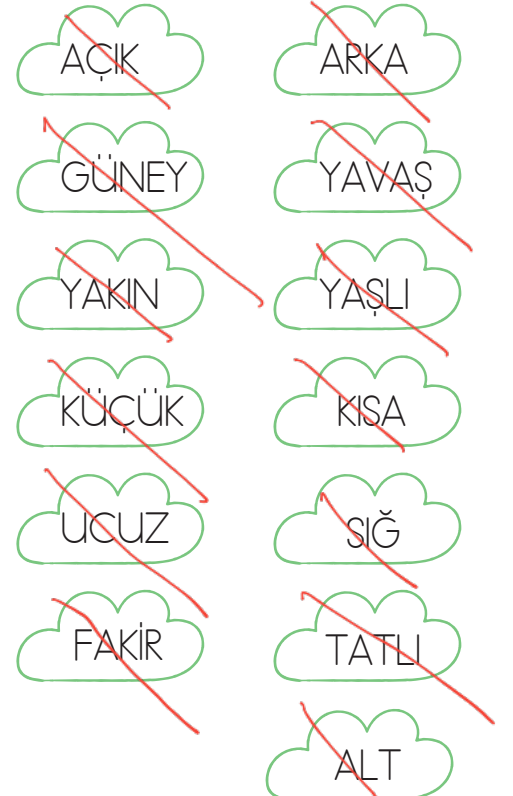 AÇIK
ARKA
GÜNEY
YAVAŞ
YAKIN
YAŞLI
KÜÇÜK
KISA
UCUZ
SIĞ
FAKİR
TATLI
ALT